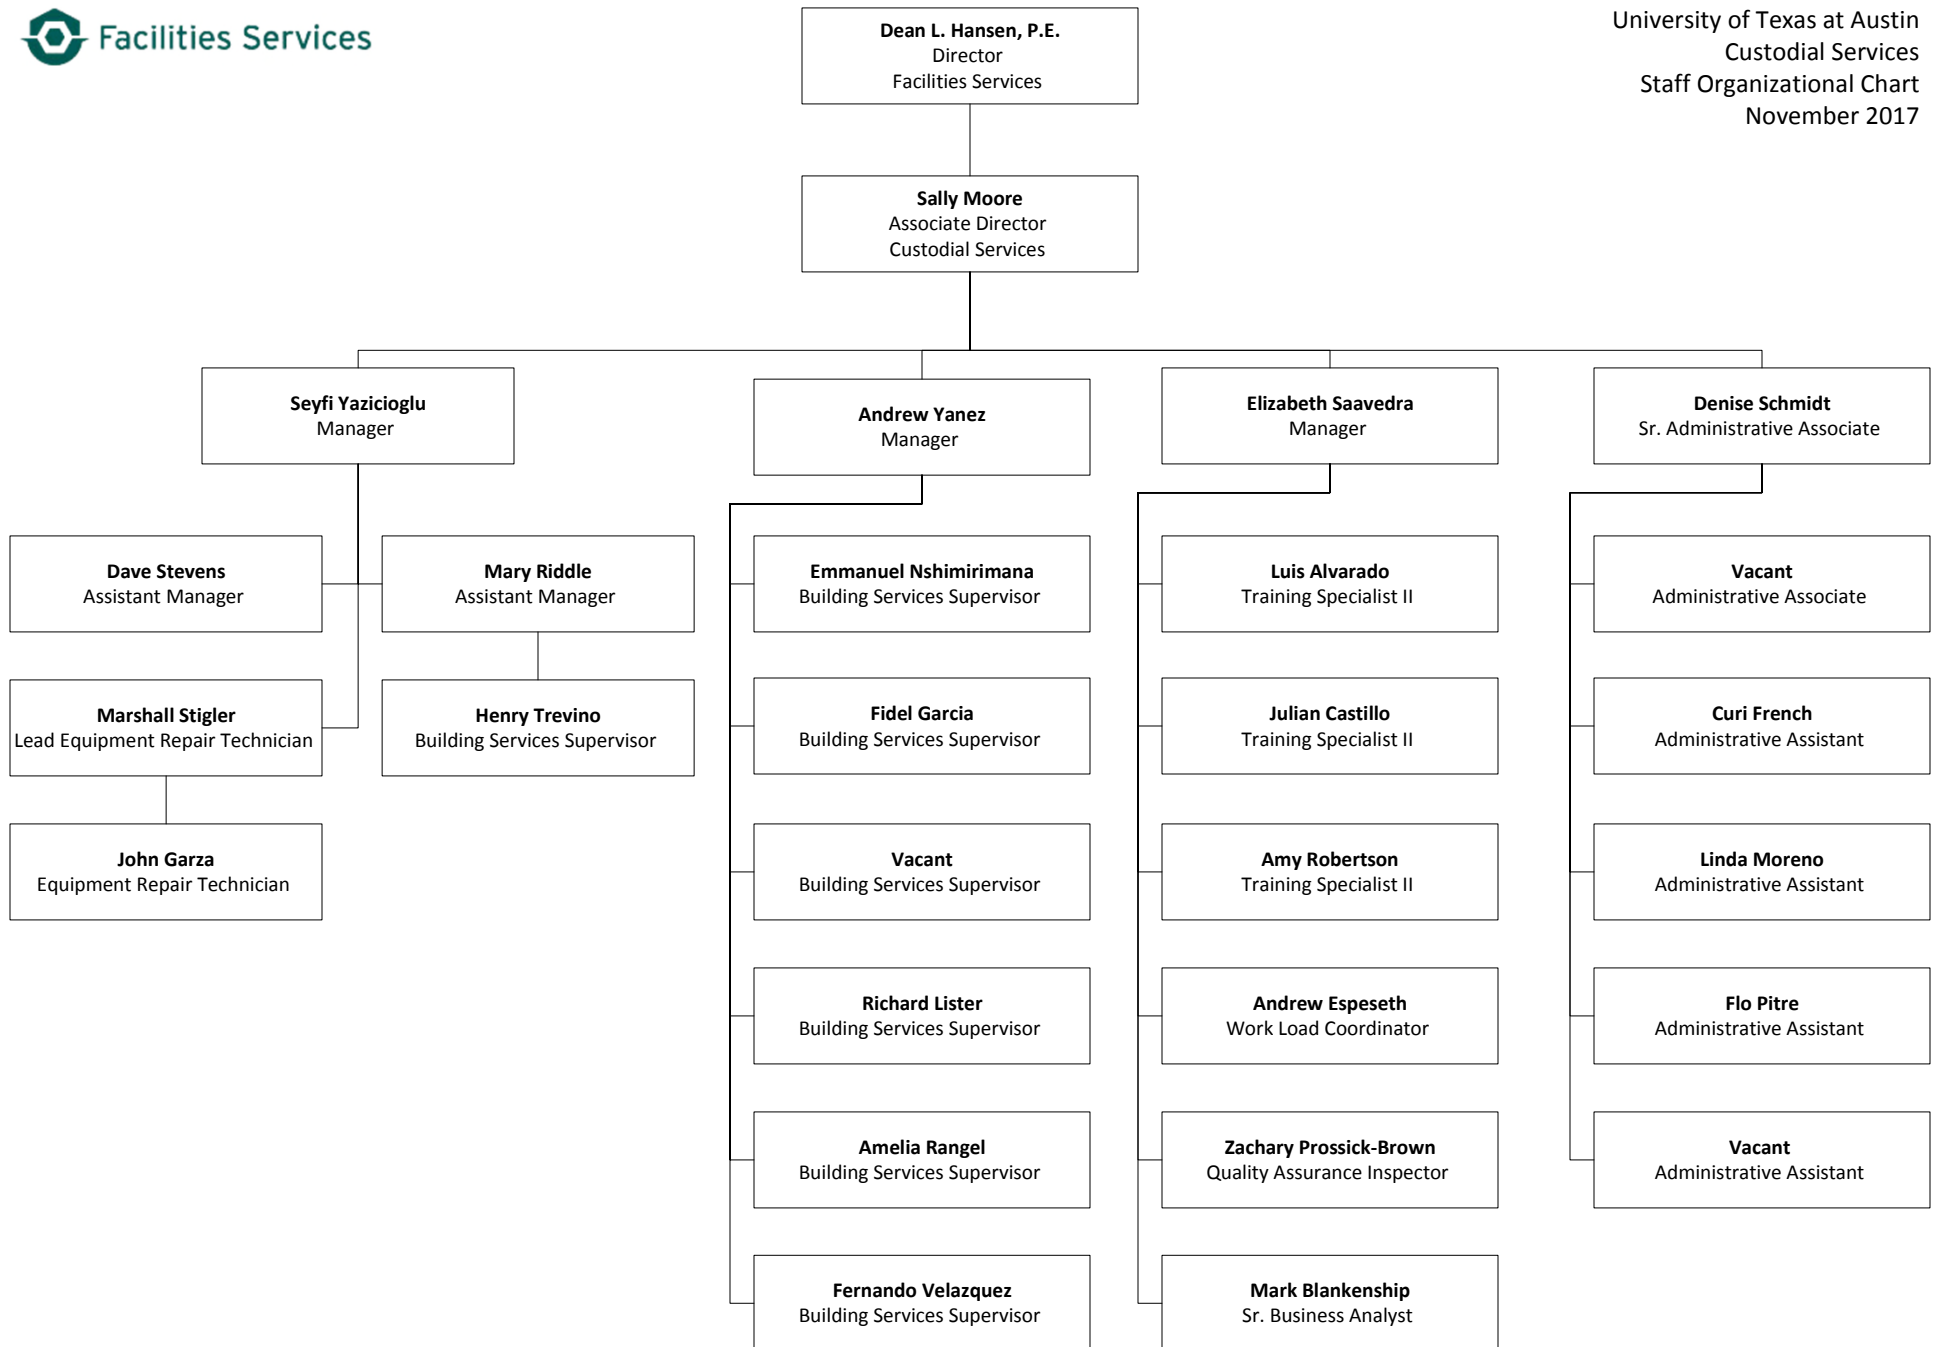 Facilities Services
University of Texas at Austin
Custodial Services
Staff Organizational Chart
November 2017
Dean L. Hansen, P.E.
Director
Facilities Services
Sally Moore
Associate Director
Custodial Services
Seyfi Yazicioglu
Manager
Andrew Yanez
Manager
Elizabeth Saavedra
Manager
Denise Schmidt
Sr. Administrative Associate
Dave Stevens
Assistant Manager
Mary Riddle
Assistant Manager
Marshall Stigler
Lead Equipment Repair Technician
Henry Trevino
Building Services Supervisor
John Garza
Equipment Repair Technician
Emmanuel Nshimirimana
Building Services Supervisor
Fidel Garcia
Building Services Supervisor
Vacant
Building Services Supervisor
Richard Lister
Building Services Supervisor
Amelia Rangel
Building Services Supervisor
Fernando Velazquez
Building Services Supervisor
Luis Alvarado
Training Specialist II
Julian Castillo
Training Specialist II
Amy Robertson
Training Specialist II
Andrew Espeseth
Work Load Coordinator
Zachary Prossick-Brown
Quality Assurance Inspector
Mark Blankenship
Sr. Business Analyst
Vacant
Administrative Associate
Curi French
Administrative Assistant
Linda Moreno
Administrative Assistant
Flo Pitre
Administrative Assistant
Vacant
Administrative Assistant